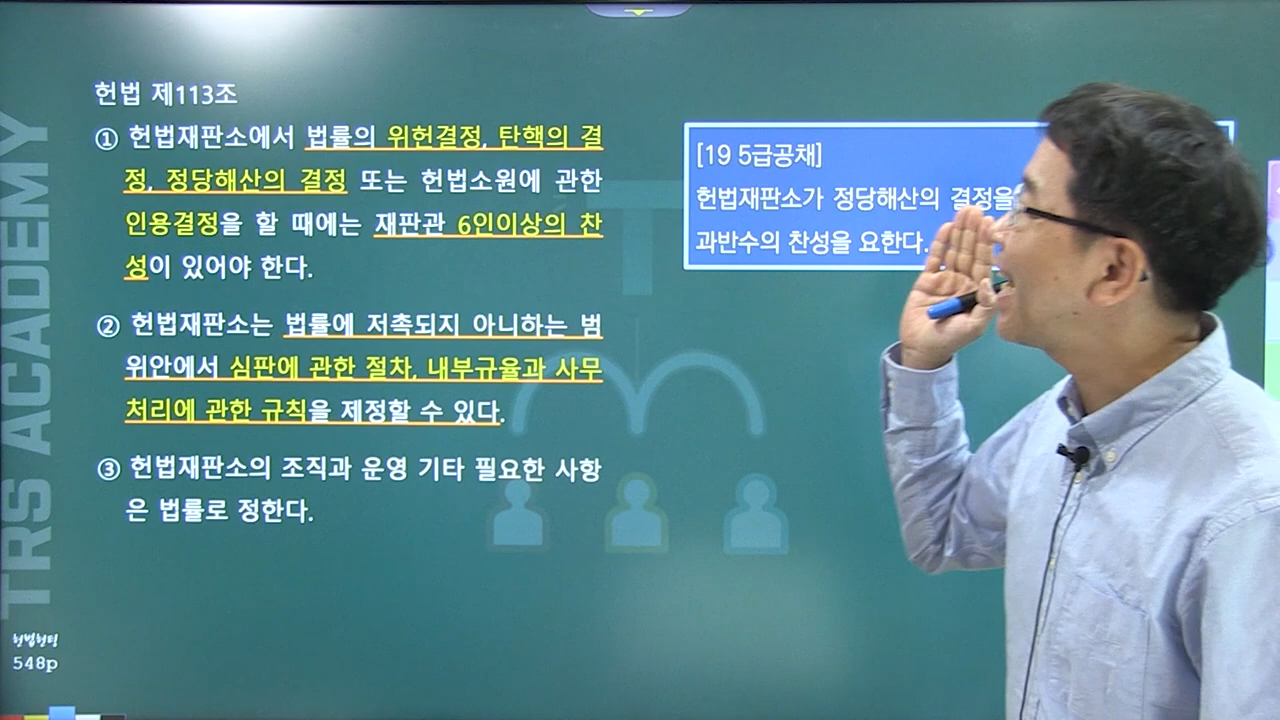 헌법 제113조
① 헌법재판소에서 법률의 위헌결정, 탄핵의 결
정, 정당해산의 결정 또는 헌법소원에 관한
인용결정을 할 때에는 재판관 6인이상의 찬
성이 있어야 한다.
② 헌법재판소는 법률에 저촉되지 아니하는 범
위안에서 심판에 관한 절차, 내부규율과 사무
처리에 관한 규칙을 제정할 수 있다.
③ 헌법재판소의 조직과 운영 기타 필요한 사항
은 법률로 정한다.
[19 5급공채]
헌법재판소가 정당해산의 결정을
과반수의 찬성을 요한다.
TRS ACADEMY
헌법헌팅
548p